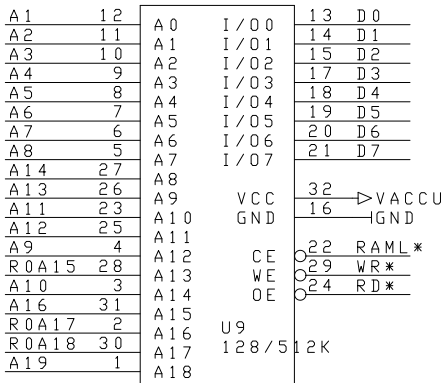 A1 12 A0 I/O0 13 D0
A2 11 A1 I/O1 14 D1
A3 10 A2 I/O2 15 D2
A4 9 A3 I/O3 17 D3
A5 8 A4 I/O4 18 D4
A6 7 A5 I/O5 19 D5
A7 6 A6 I/O6 20 D6
A8 5 A7 I/O7 21 D7
A14 27 A8
A13 26 A9 VCC 32 VACCU
A11 23 A10 GND 16 GND
A12 25 A11
A9 4 A12 CE 22 RAML*
R0A15 28 A13 WE 29 WR*
A10 3 A14 OE 24 RD*
A16 31 A15
R0A17 2 A16 U9
R0A18 30 A17 128/512K
A19 1 A18